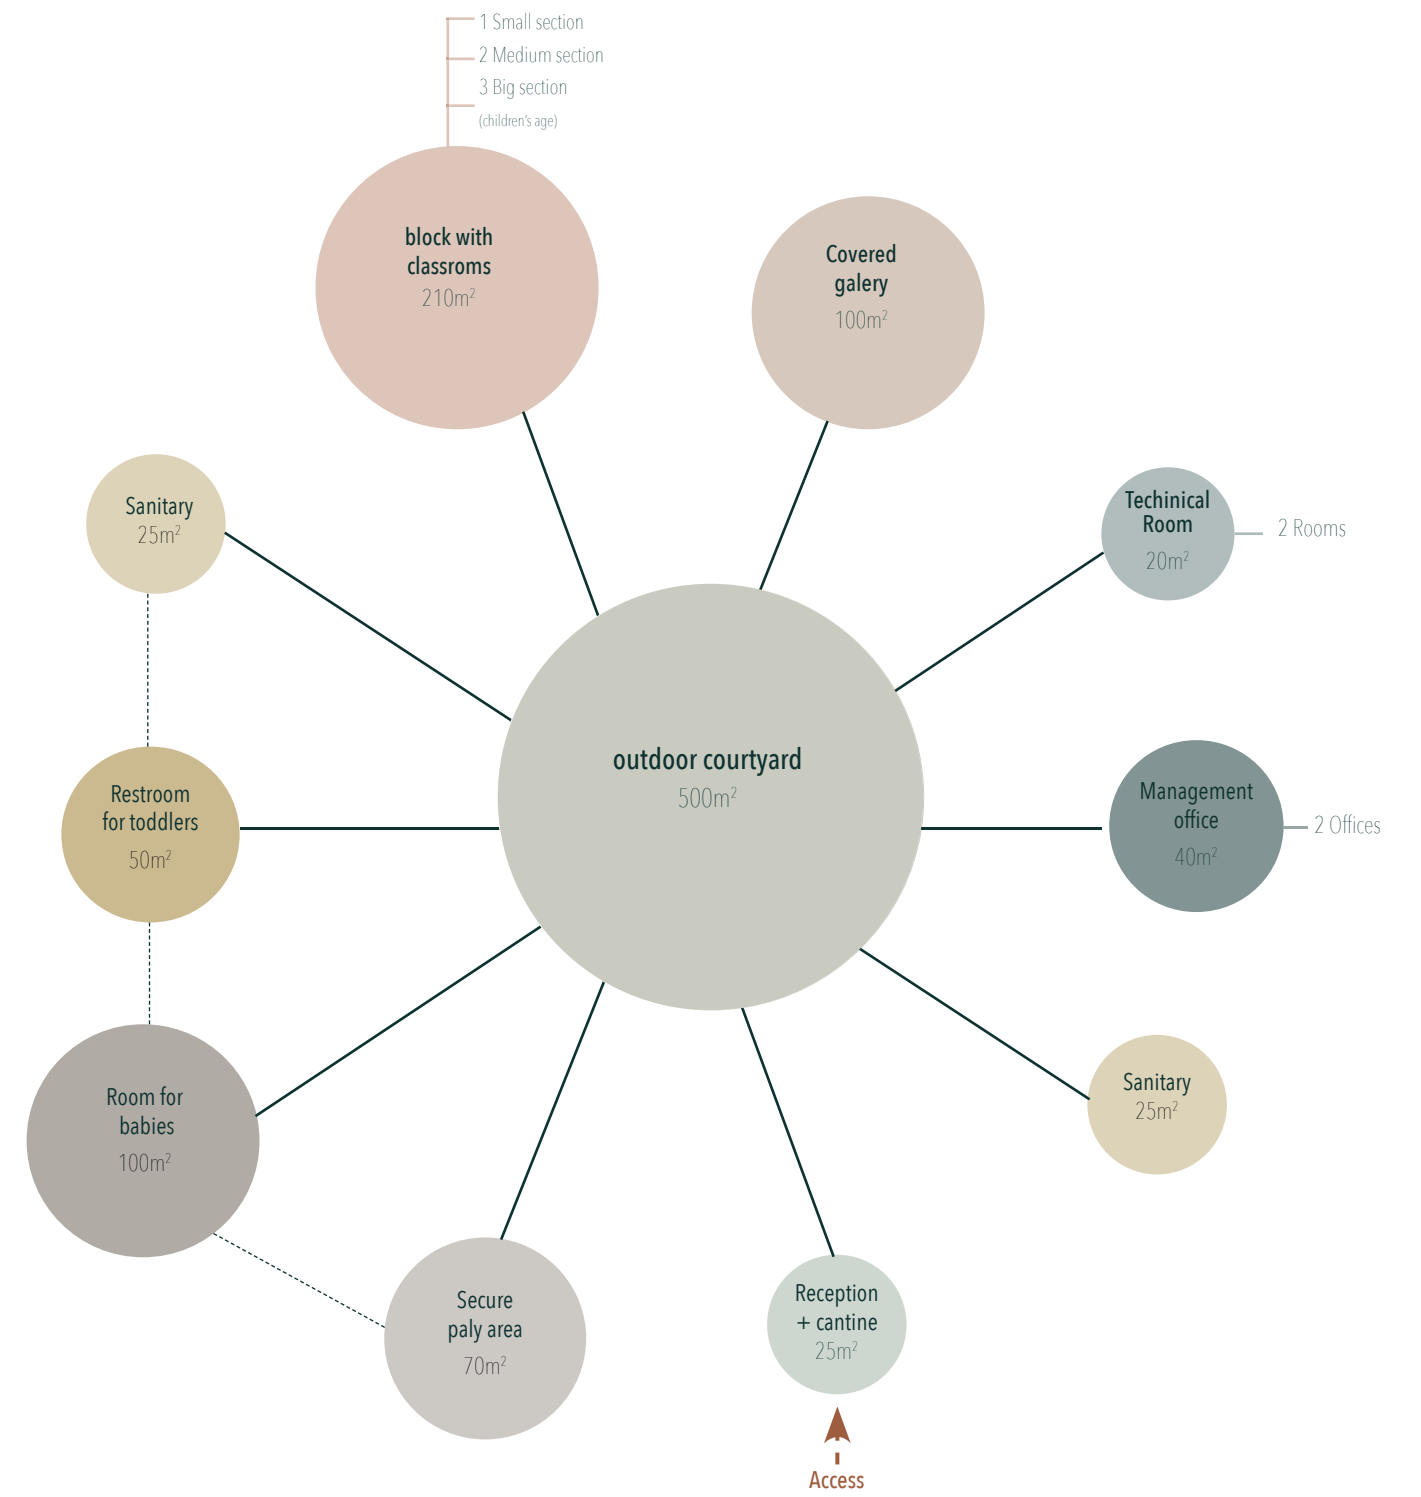 1 Small section
2 Medium section
3 Big section
(children's age)
block with
classroms
210m²
Covered
galery
100m²
Sanitary
25m²
Techinical
Room
20m²
2 Rooms
outdoor courtyard
500m²
Restroom
for toddlers
50m²
Management
office
40m²
2 Offices
Room for
babies
100m²
Sanitary
25m²
Secure
paly area
70m²
Reception
+ cantine
25m²
Access